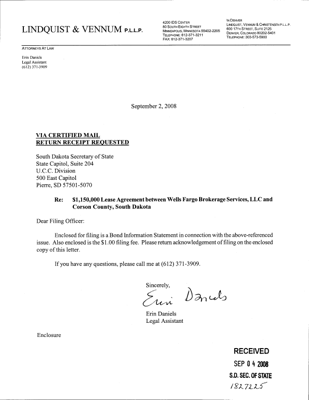 LINDQUIST & VENNUM P.L.L.P.
4200 IDS CENTER
80 SOUTH EIGHTH STREET
MINNEAPOLIS, MINNESOTA 55402-2205
TELEPHONE: 612-371-3211
FAX: 612-371-3207
IN DENVER:
LINDQUIST, VENNUM & CHRISTENSEN P.L.L.P.
600 17TH STREET, SUITE 2125
DENVER, COLORADO 80202-5401
TELEPHONE: 303-573-5900
ATTORNEYS AT LAW
Erin Daniels
Legal Assistant
(612) 371-3909
September 2, 2008
VIA CERTIFIED MAIL
RETURN RECEIPT REQUESTED
South Dakota Secretary of State
State Capitol, Suite 204
U.C.C. Division
500 East Capitol
Pierre, SD 57501-5070
Re: $1,150,000 Lease Agreement between Wells Fargo Brokerage Services, LLC and
Corson County, South Dakota
Dear Filing Officer:
Enclosed for filing is a Bond Information Statement in connection with the above-referenced
issue. Also enclosed is the $1.00 filing fee. Please return acknowledgement of filing on the enclosed
copy of this letter.
If you have any questions, please call me at (612) 371-3909.
Sincerely,
Erin Daniels
Erin Daniels
Legal Assistant
Enclosure
RECEIVED
SEP 04 2008
S.D. SEC. OF STATE
1827225